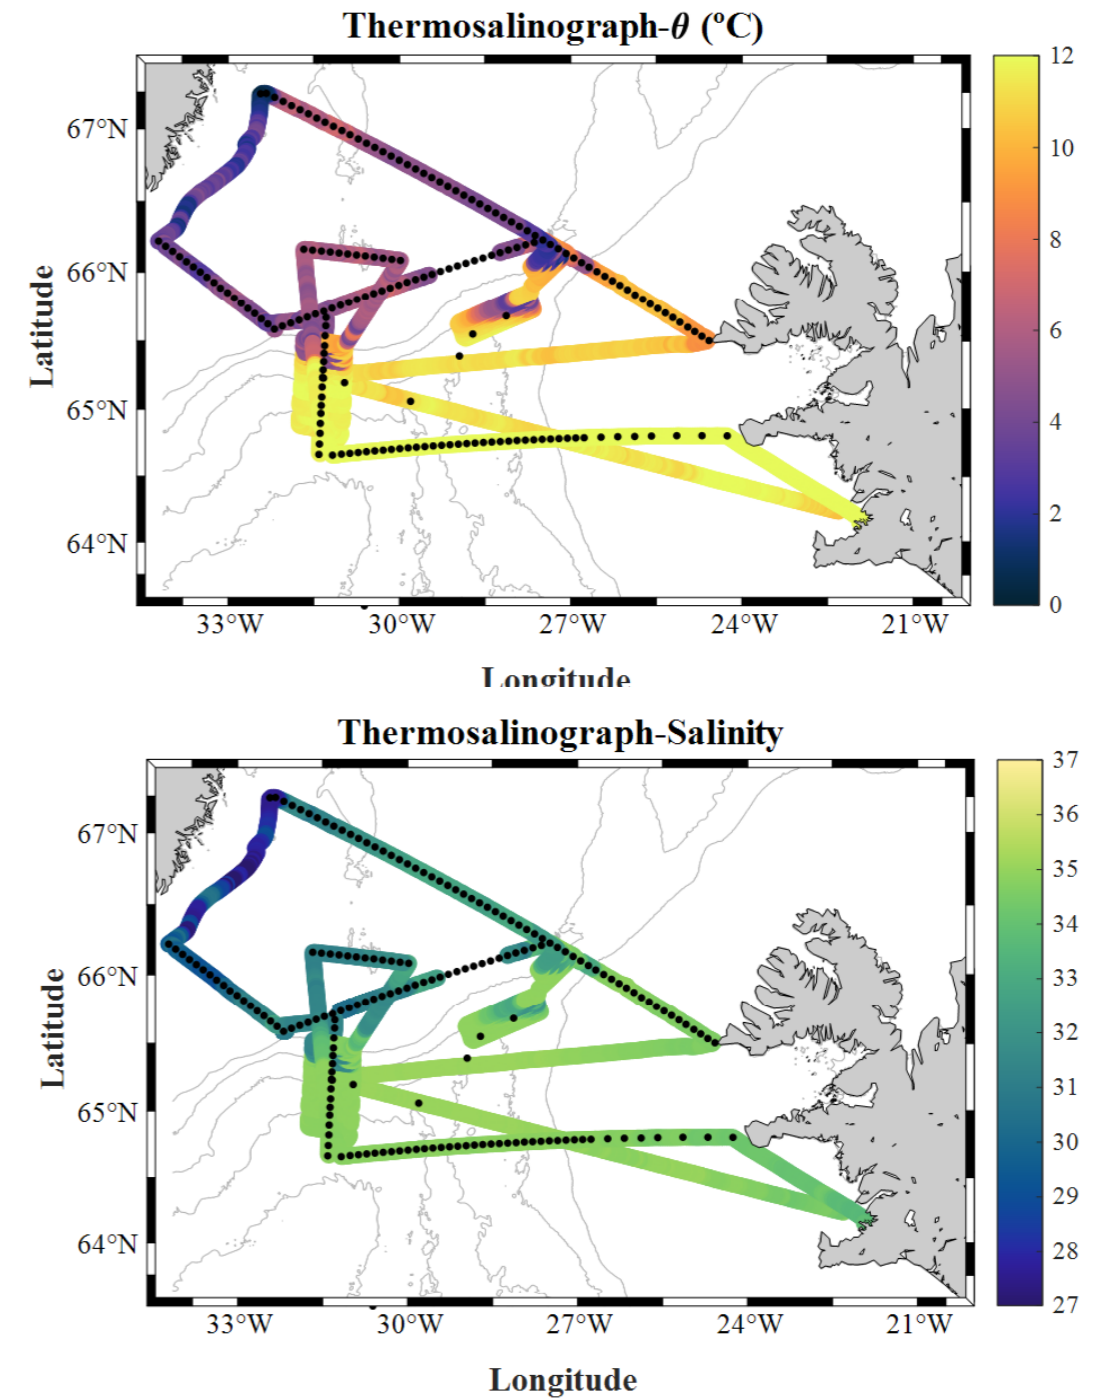 Thermosalinograph-θ (ºC)
67°N
66°N
65°N
64°N
Latitude
33°W
30°W
27°W
24°W
21°W
Longitude
12
10
8
6
4
2
0
Thermosalinograph-Salinity
67°N
66°N
65°N
64°N
Latitude
33°W
30°W
27°W
24°W
21°W
Longitude
37
36
35
34
33
32
31
30
29
28
27